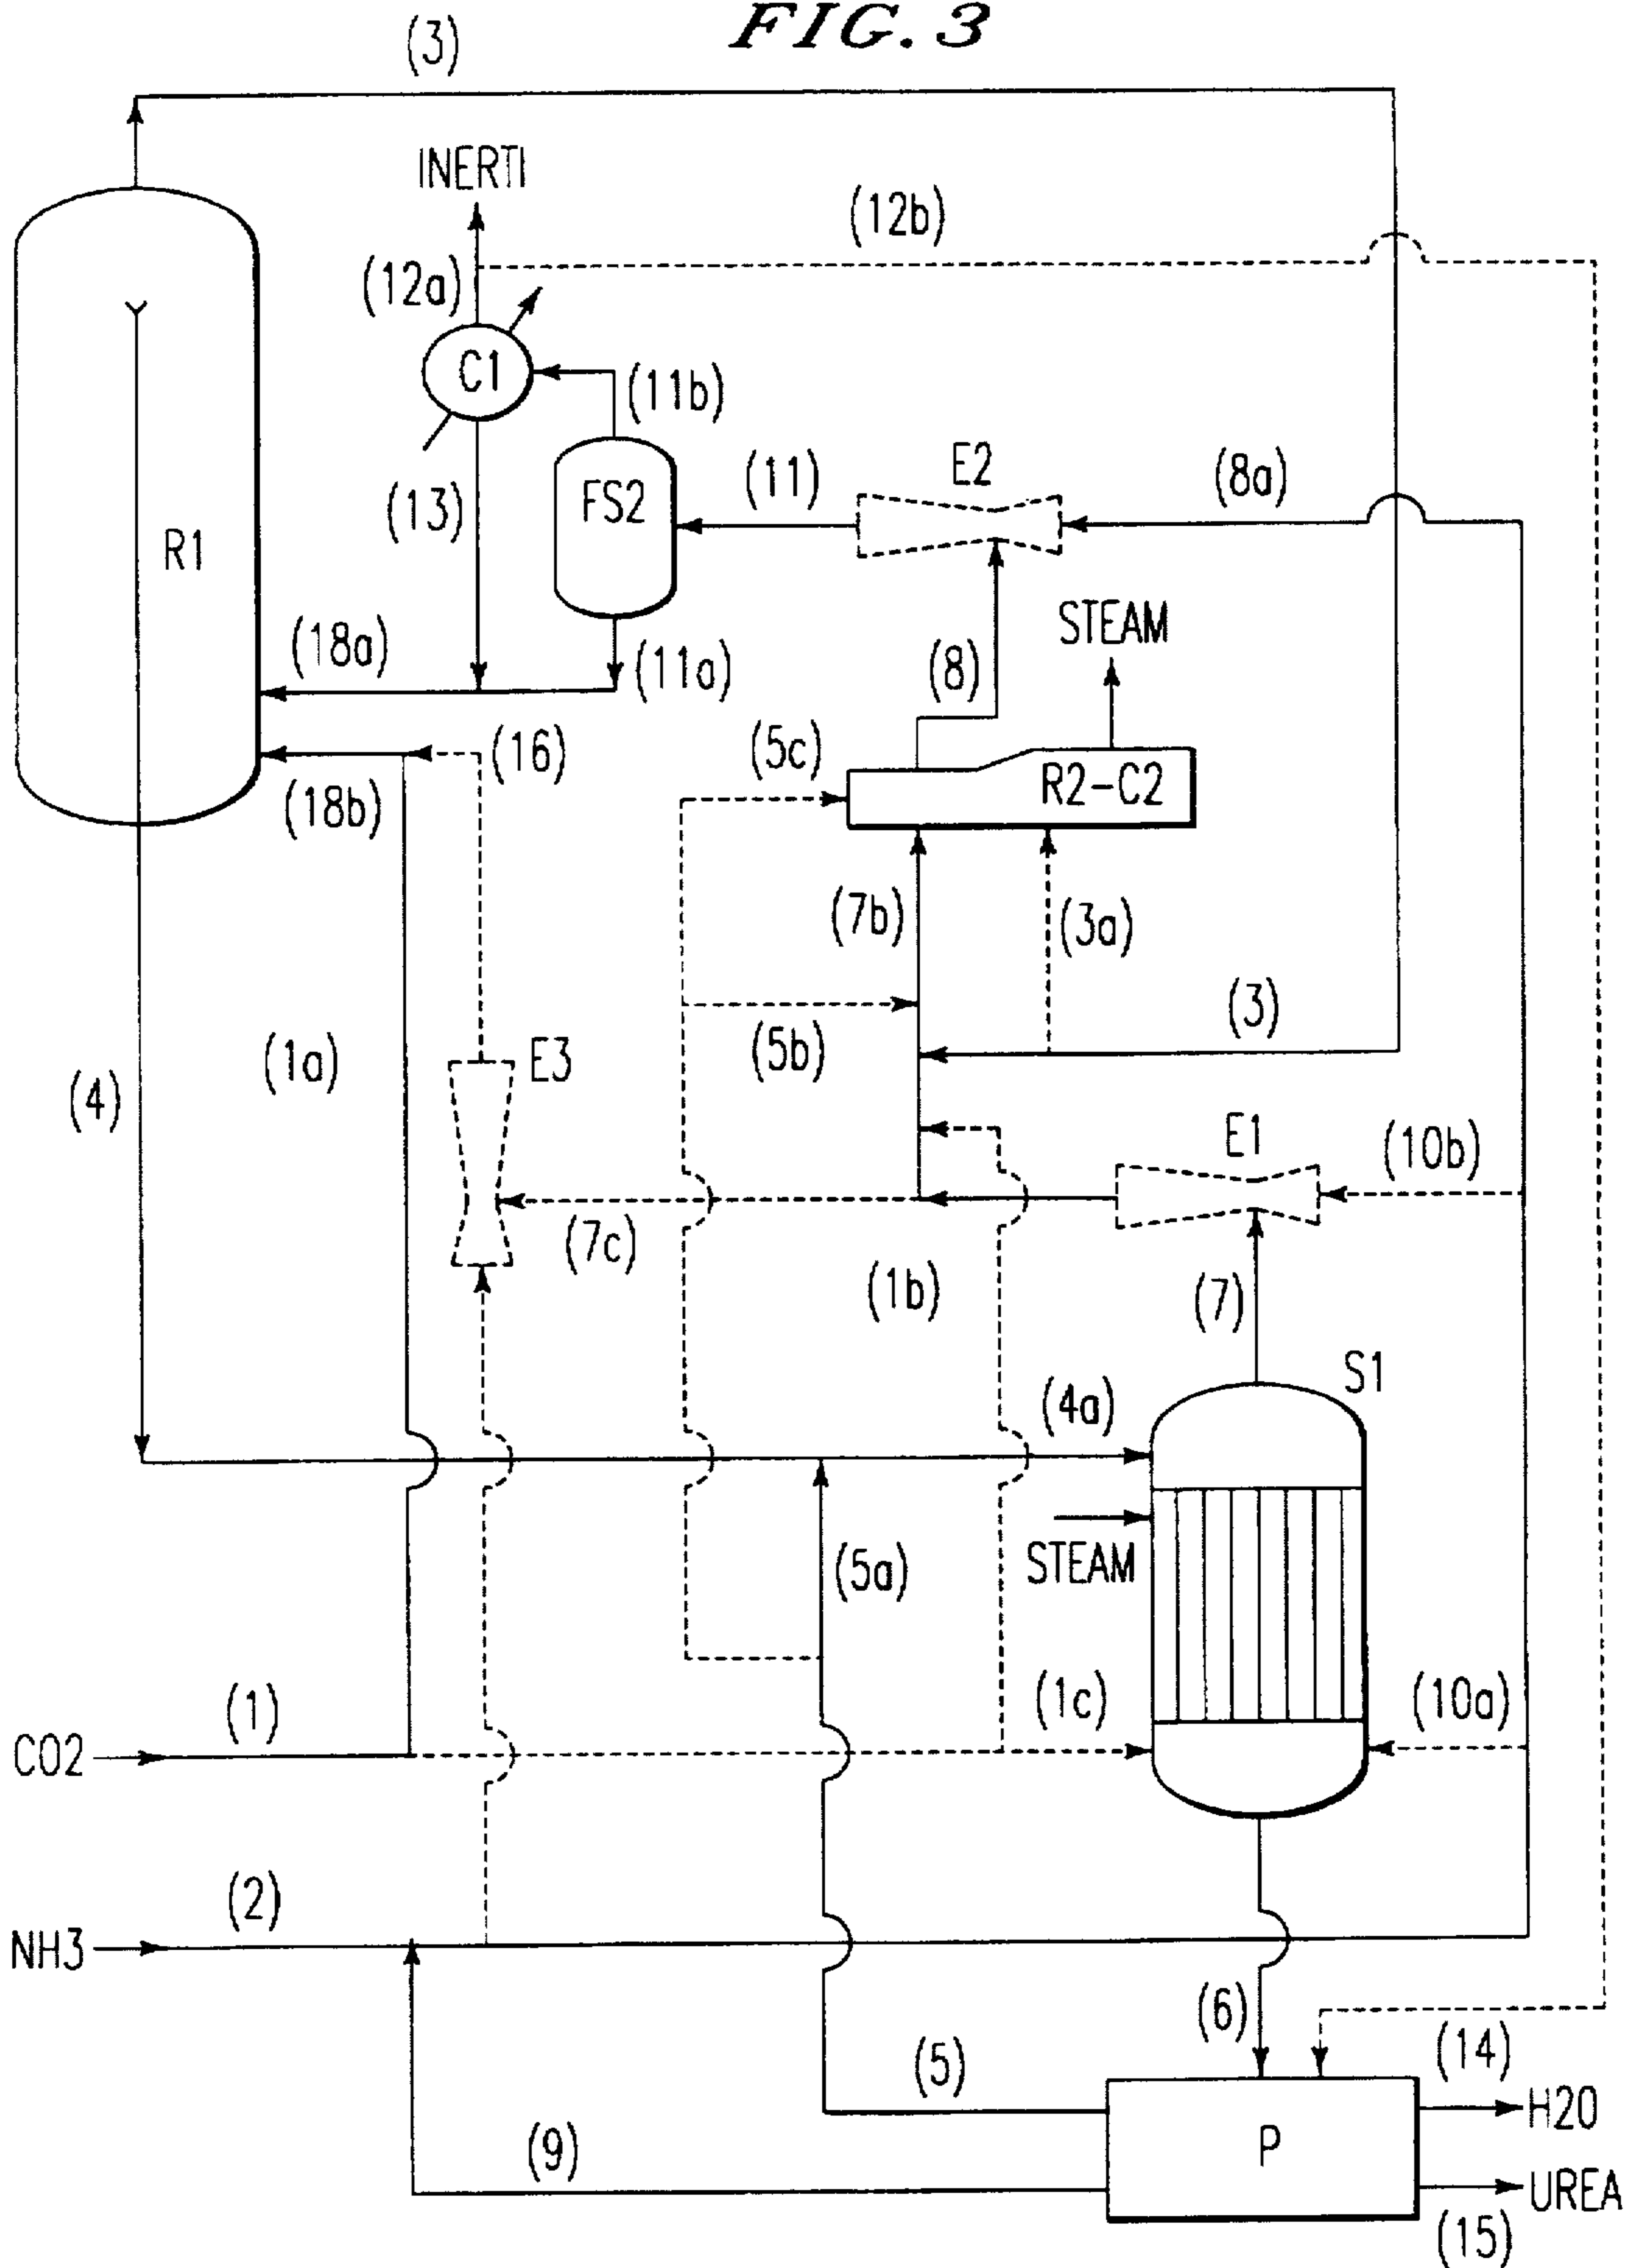 FIG. 3
(3)
INERTI
(12b)
(12a)
C1
(11b)
E2
(11)
(8a)
(13)
FS2
R1
STEAM
(18a)
(8)
(11a)
(16)
(5c)
R2-C2
(18b)
(7b)
(3a)
(3)
(1a)
E3
(5b)
(4)
E1
(10b)
(7c)
(1b)
(7)
S1
(4a)
STEAM
(5a)
(1)
(1c)
(10a)
CO2
(2)
NH3
(6)
(14)
(5)
H2O
(9)
P
UREA
(15)